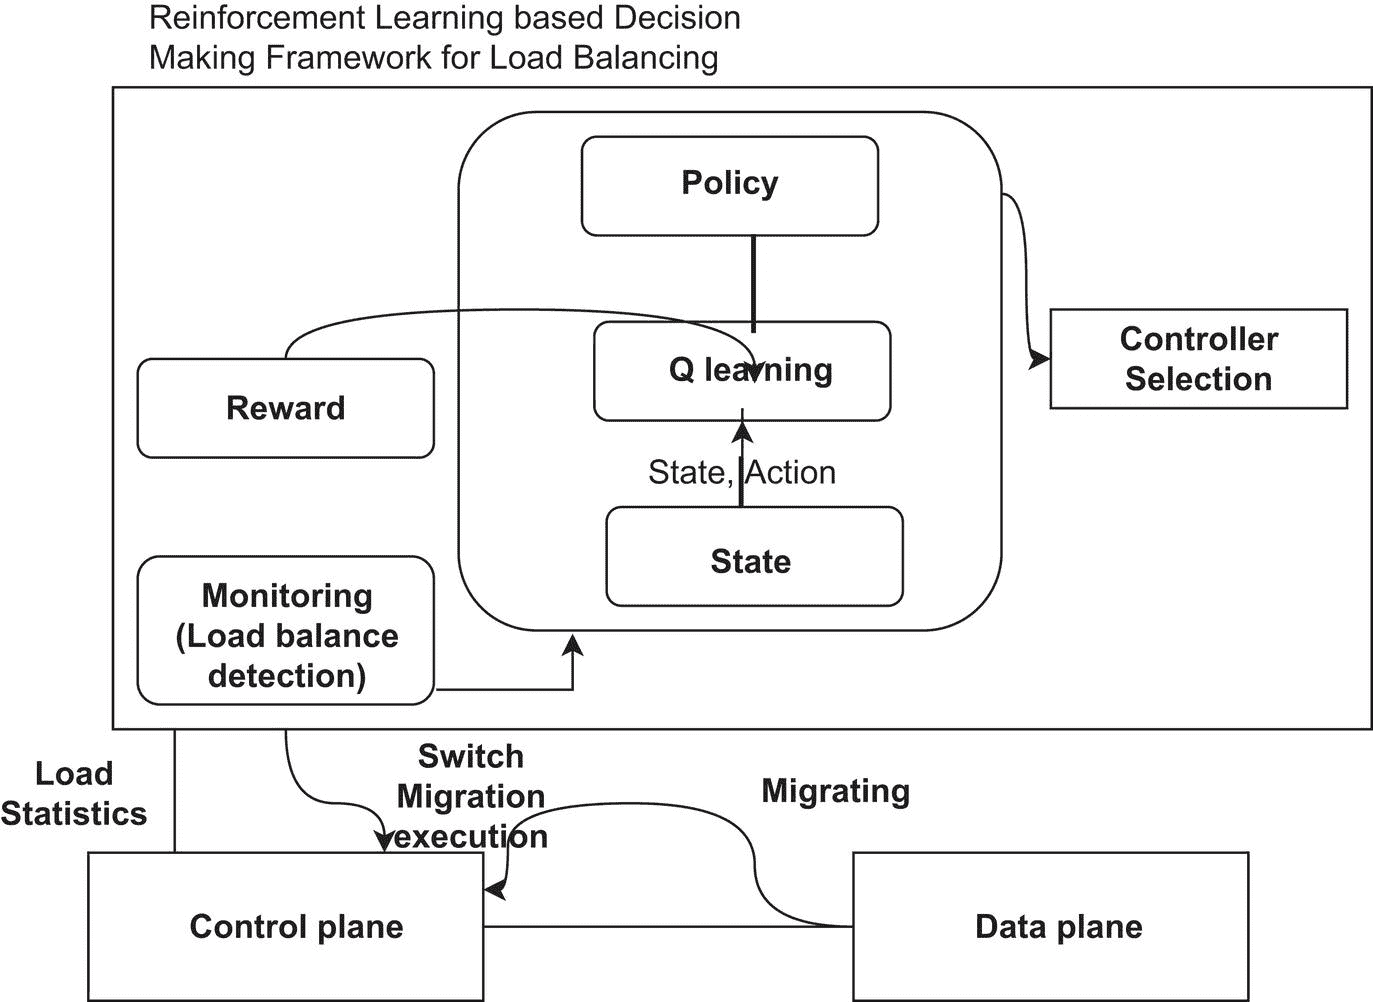 Reinforcement Learning based Decision
Making Framework for Load Balancing
Policy
Q learning
Controller
Selection
Reward
State, Action
State
Monitoring
(Load balance
detection)
Load
Statistics
Switch
Migration
execution
Migrating
Control plane
Data plane